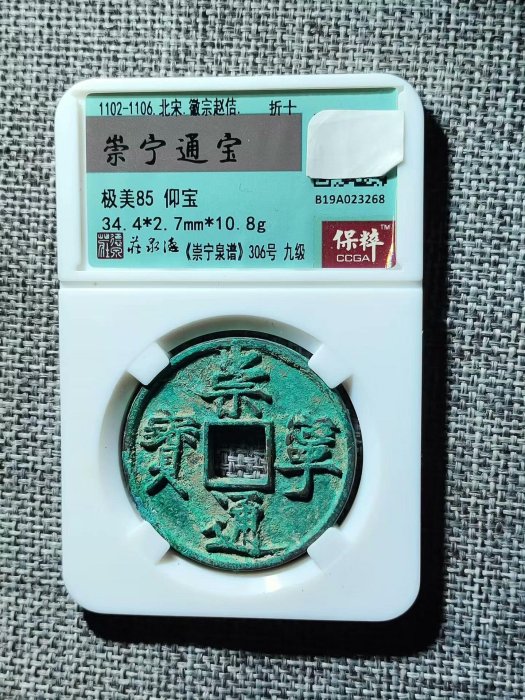 1102-1106.北宋.徽宗赵佶. 折十
崇宁通宝
B19A023268
极美85 仰宝
34.4*2.7mm*10.8g
《崇宁泉谱》306号 九级
保粹™
CCGA
崇
寶 寧
通